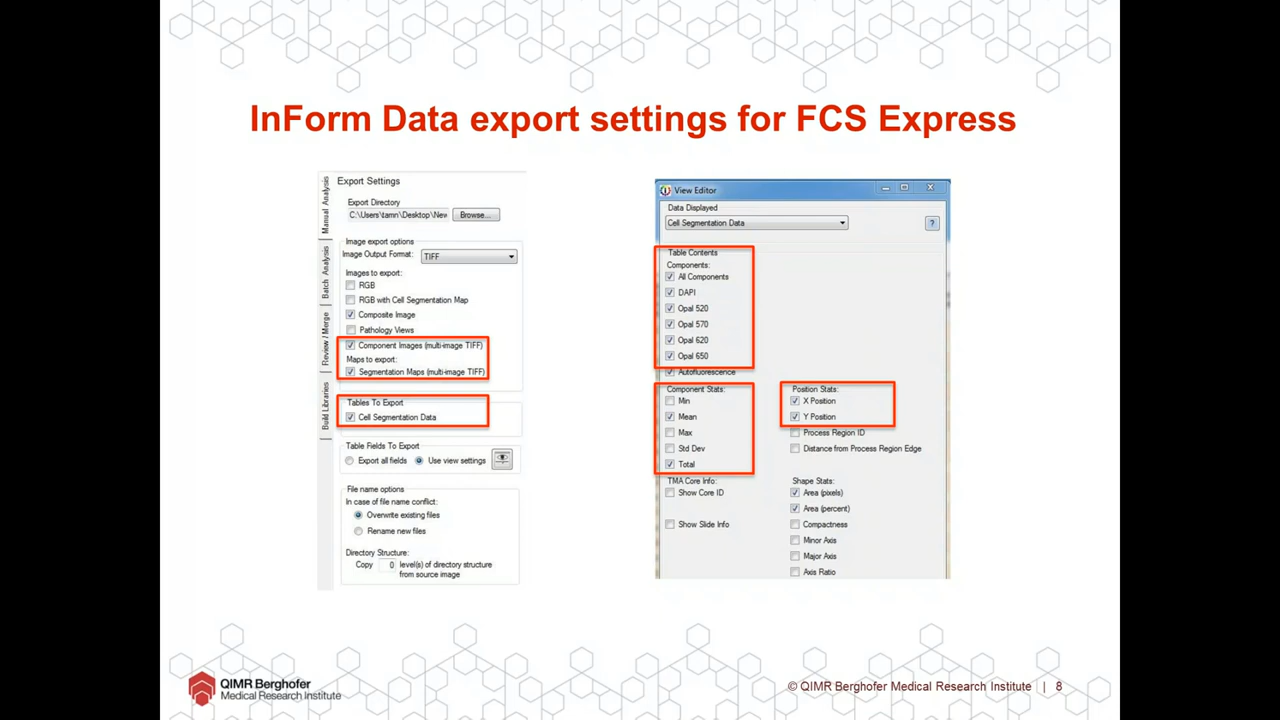 InForm Data export settings for FCS Express
Manual Analysis
Batch Analysis
Review / Merge
Build Libraries
Export Settings
Export Directory
C:\Users\tamn\Desktop\New
Browse...
Image export options
Image Output Format:
TIFF
Images to export:
RGB
RGB with Cell Segmentation Map
Composite Image
Pathology Views
Component Images (multi-image TIFF)
Maps to export:
Segmentation Maps (multi-image TIFF)
Tables To Export
Cell Segmentation Data
Table Fields To Export
Export all fields
Use view settings
File name options
In case of file name conflict:
Overwrite existing files
Rename new files
Directory Structure:
Copy 0 level(s) of directory structure
from source image
View Editor
Data Displayed
Cell Segmentation Data
?
Table Contents
Components:
All Components
DAPI
Opal 520
Opal 570
Opal 620
Opal 650
Autofluorescence
Component Stats:
Min
Mean
Max
Std Dev
Total
TMA Core Info:
Show Core ID
Show Slide Info
Position Stats:
X Position
Y Position
Process Region ID
Distance from Process Region Edge
Shape Stats:
Area (pixels)
Area (percent)
Compactness
Minor Axis
Major Axis
Axis Ratio
QIMR Berghofer
Medical Research Institute
© QIMR Berghofer Medical Research Institute | 8